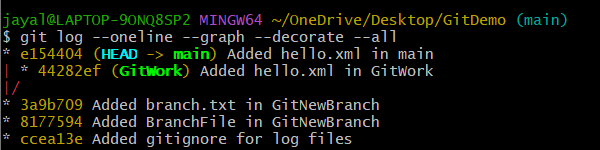 jayal@LAPTOP-9ONQ8SP2 MINGW64 ~/OneDrive/Desktop/GitDemo (main)
$ git log --oneline --graph --decorate --all
* e154404 (HEAD -> main) Added hello.xml in main
| * 44282ef (GitWork) Added hello.xml in GitWork
|/
* 3a9b709 Added branch.txt in GitNewBranch
* 8177594 Added BranchFile in GitNewBranch
* ccea13e Added gitignore for log files